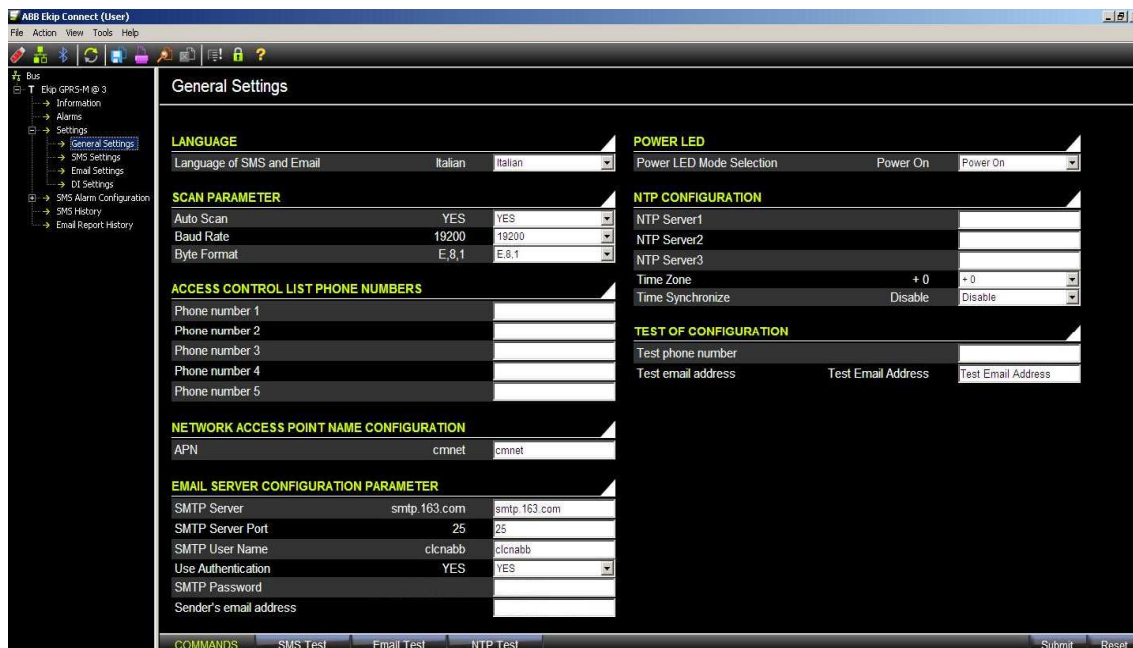 ABB Ekip Connect (User)
File Action View Tools Help
Bus
Ekip GPRS-M @ 3
Information
Alarms
Settings
General Settings
SMS Settings
Email Settings
DI Settings
SMS Alarm Configuration
SMS History
Email Report History
General Settings
LANGUAGE
Language of SMS and Email Italian Italian
SCAN PARAMETER
Auto Scan YES YES
Baud Rate 19200 19200
Byte Format E,8,1 E,8,1
ACCESS CONTROL LIST PHONE NUMBERS
Phone number 1
Phone number 2
Phone number 3
Phone number 4
Phone number 5
NETWORK ACCESS POINT NAME CONFIGURATION
APN cmnet cmnet
EMAIL SERVER CONFIGURATION PARAMETER
SMTP Server smtp.163.com smtp.163.com
SMTP Server Port 25 25
SMTP User Name clcnabb clcnabb
Use Authentication YES YES
SMTP Password
Sender's email address
POWER LED
Power LED Mode Selection Power On Power On
NTP CONFIGURATION
NTP Server1
NTP Server2
NTP Server3
Time Zone + 0 + 0
Time Synchronize Disable Disable
TEST OF CONFIGURATION
Test phone number
Test email address Test Email Address Test Email Address
COMMANDS SMS Test Email Test NTP Test Submit Reset